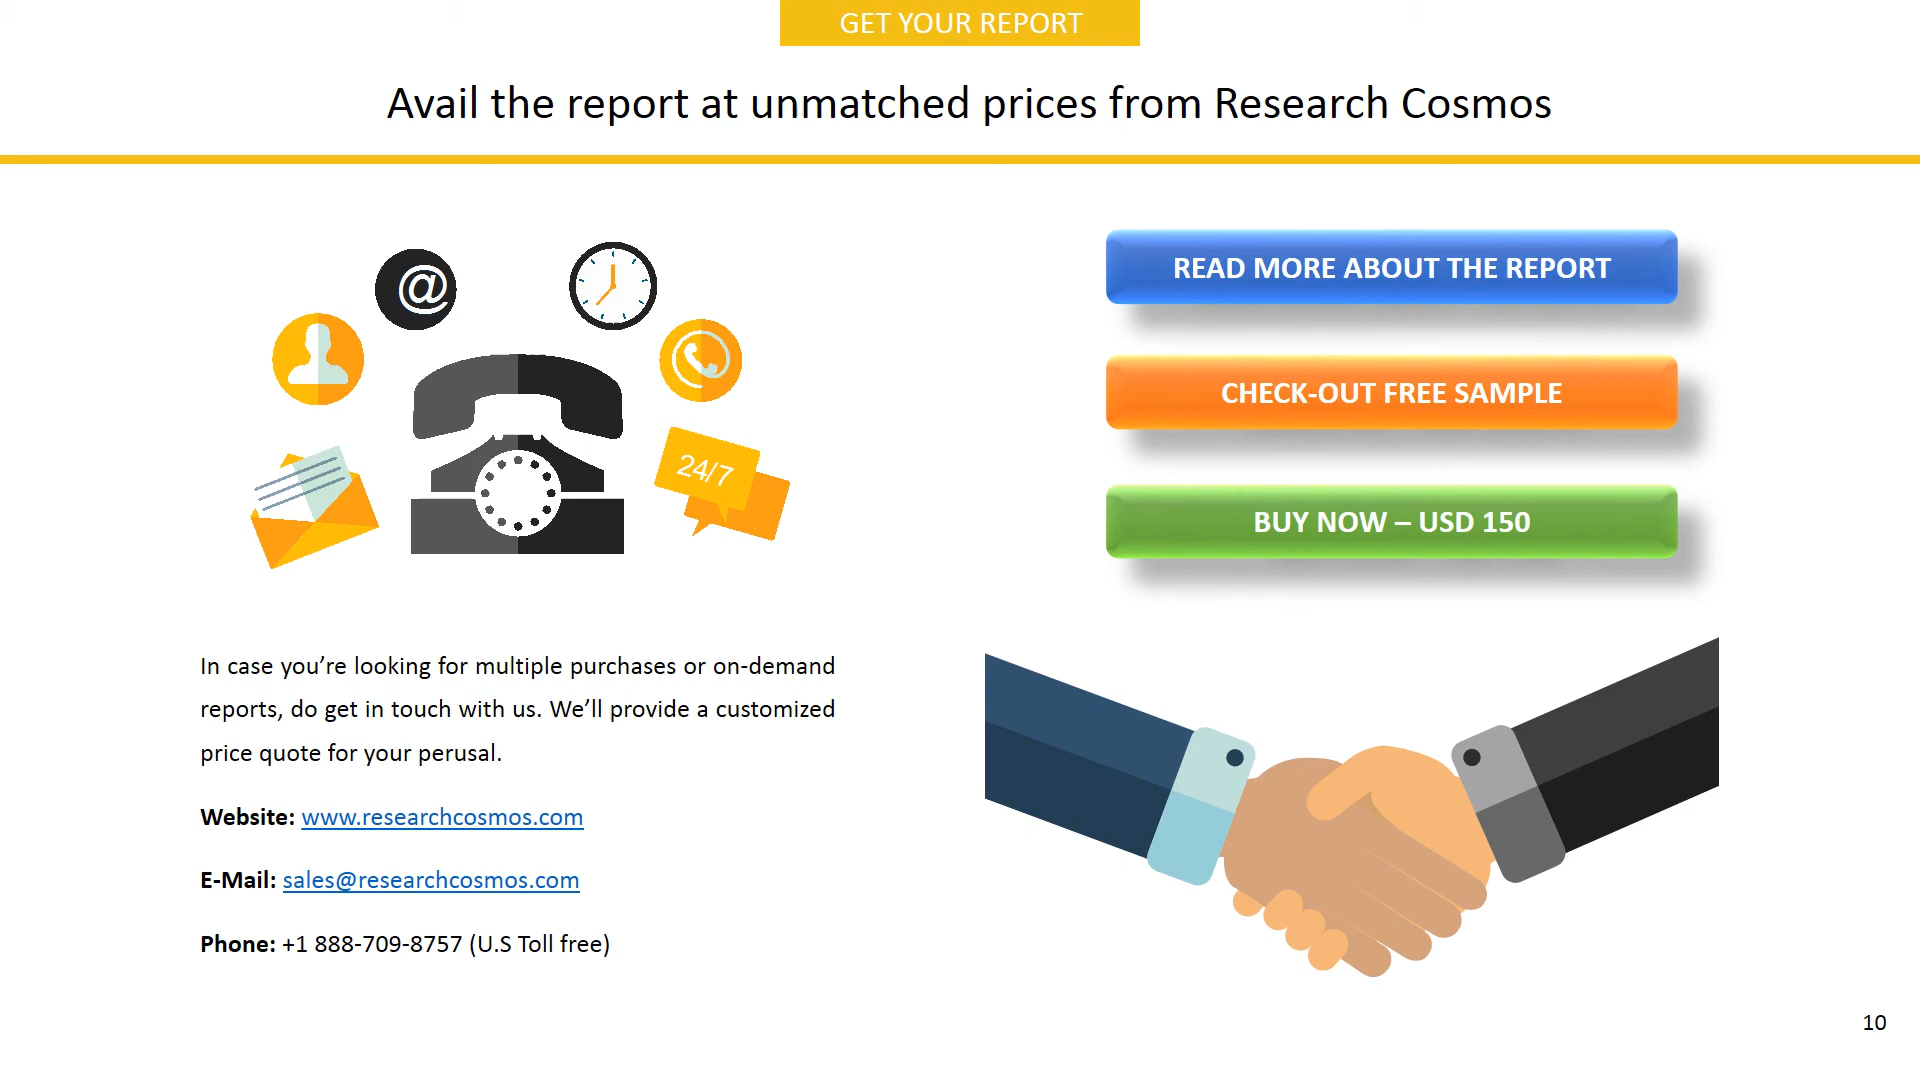 GET YOUR REPORT
Avail the report at unmatched prices from Research Cosmos
@
24/7
READ MORE ABOUT THE REPORT
CHECK-OUT FREE SAMPLE
BUY NOW – USD 150
In case you’re looking for multiple purchases or on-demand
reports, do get in touch with us. We’ll provide a customized
price quote for your perusal.
Website: www.researchcosmos.com
E-Mail: sales@researchcosmos.com
Phone: +1 888-709-8757 (U.S Toll free)
10